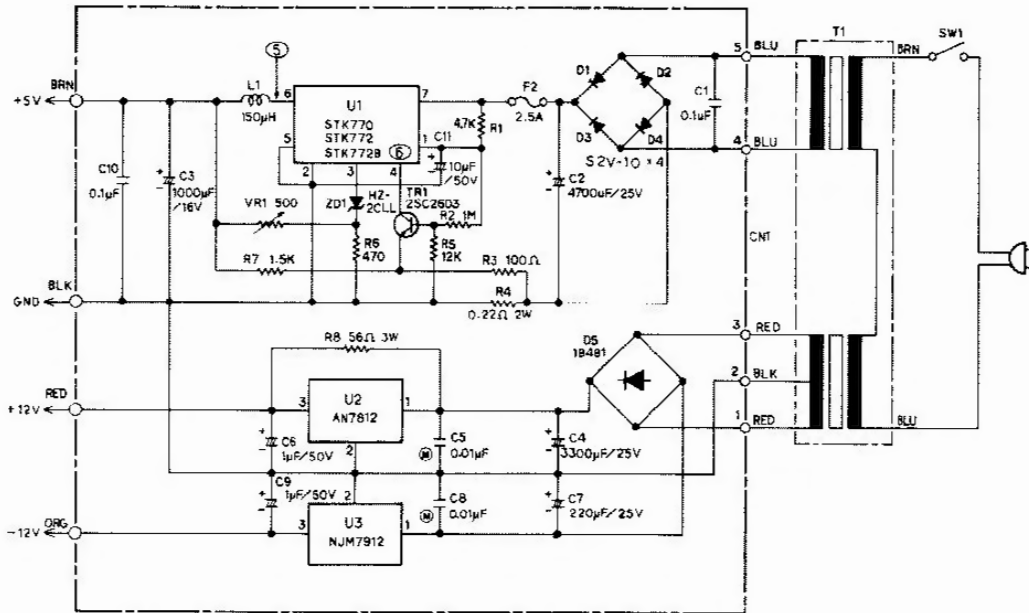 T1
SW1
5 BLU
BRN
5
BRN
+5V
L1
150µH
6
U1
STK770
STK772
STK772B
7
5
1
2
3
4
6
4.7K
R1
F2
2.5A
D1
D2
D3
D4
S2V-10 × 4
C1
0.1µF
4
BLU
C11
10µF
/50V
C10
0.1µF
C3
1000µF
/16V
HZ-
2CLL
ZD1
TR1
2SC2603
C2
4700µF/25V
VR1 500
R2 1M
R6
470
R5
12K
R7 1.5K
R3 100Ω
CN1
BLK
GND
R4
0.22Ω 2W
R8 56Ω 3W
D5
1B4B1
3 RED
2 BLK
1 RED
BLU
RED
+12V
3
U2
AN7812
1
2
C6
1µF/50V
C5
0.01µF
M
C4
3300µF/25V
C9
1µF/50V
2
C8
0.01µF
M
C7
220µF/25V
ORG
-12V
3
U3
NJM7912
1